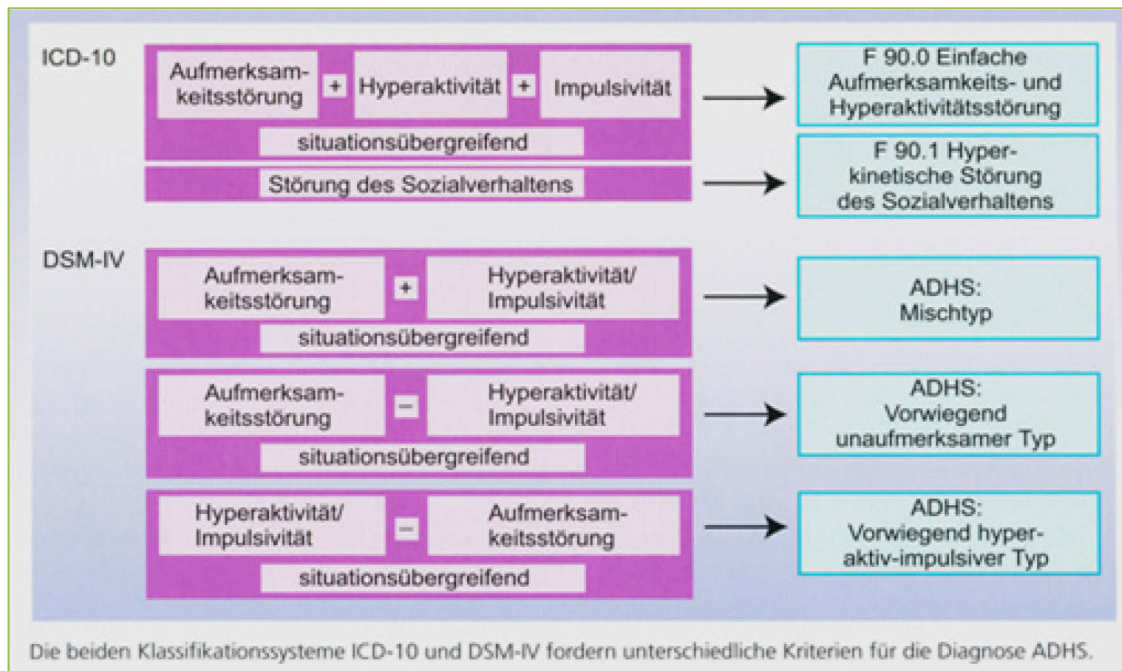 ICD-10
Aufmerksam-
keitsstörung
+
Hyperaktivität
+
Impulsivität
situationsübergreifend
F 90.0 Einfache
Aufmerksamkeits- und
Hyperaktivitätsstörung
Störung des Sozialverhaltens
F 90.1 Hyper-
kinetische Störung
des Sozialverhaltens
DSM-IV
Aufmerksam-
keitsstörung
+
Hyperaktivität/
Impulsivität
situationsübergreifend
ADHS:
Mischtyp
Aufmerksam-
keitsstörung
–
Hyperaktivität/
Impulsivität
situationsübergreifend
ADHS:
Vorwiegend
unaufmerksamer Typ
Hyperaktivität/
Impulsivität
–
Aufmerksam-
keitsstörung
situationsübergreifend
ADHS:
Vorwiegend hyper-
aktiv-impulsiver Typ
Die beiden Klassifikationssysteme ICD-10 und DSM-IV fordern unterschiedliche Kriterien für die Diagnose ADHS.